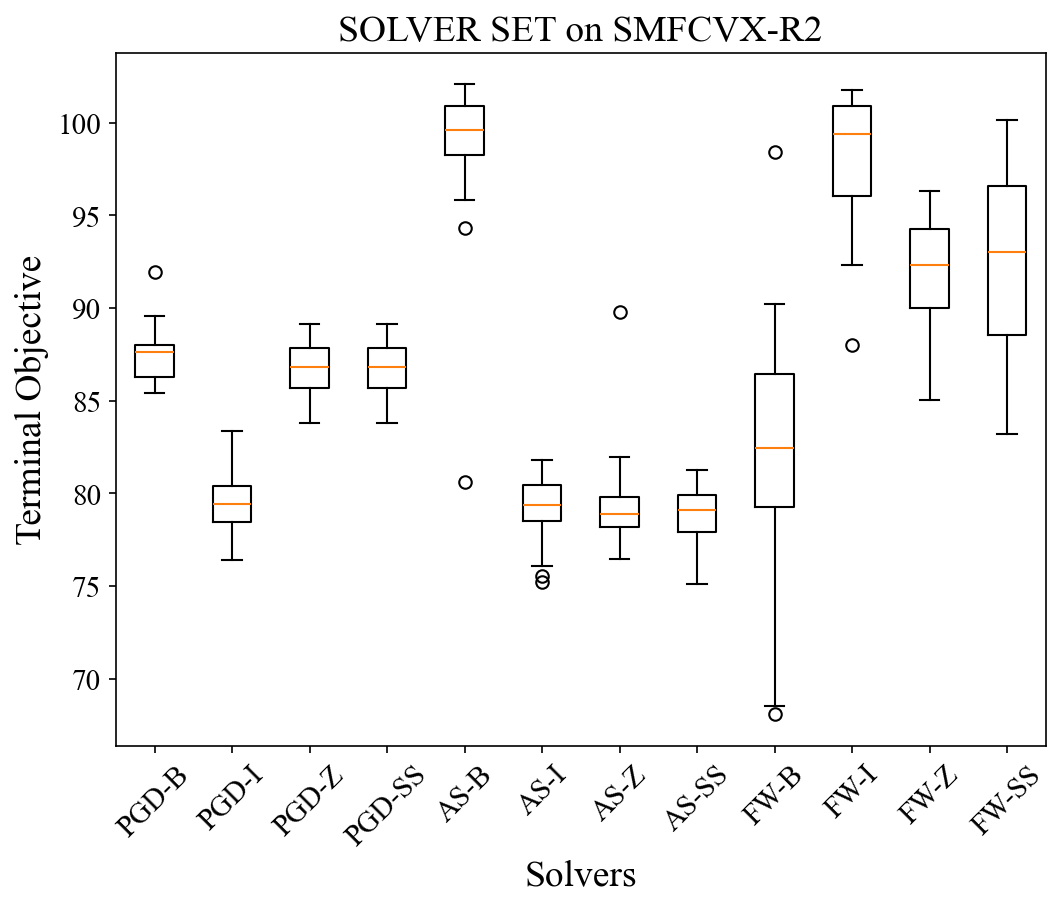 SOLVER SET on SMFCVX-R2
Terminal Objective
100
95
90
85
80
75
70
PGD-B
PGD-I
PGD-Z
PGD-SS
AS-B
AS-I
AS-Z
AS-SS
FW-B
FW-I
FW-Z
FW-SS
Solvers